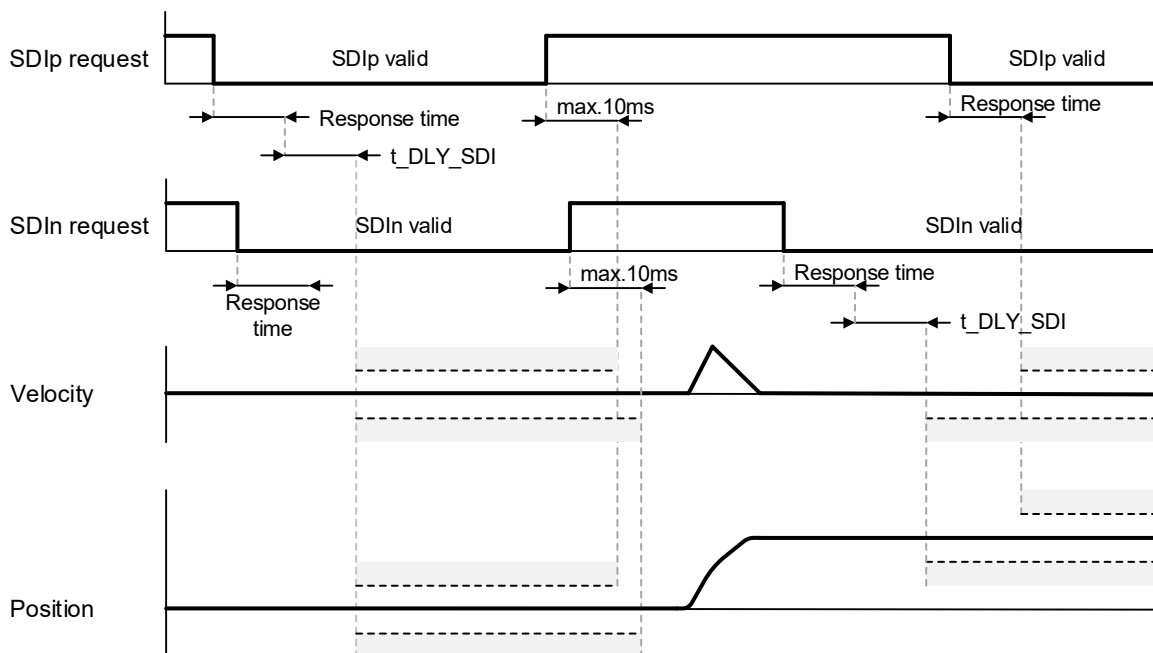 SDIp request
SDIp valid
SDIp valid
max.10ms
Response time
Response time
t_DLY_SDI
SDIn request
SDIn valid
SDIn valid
max.10ms
Response time
Response
time
t_DLY_SDI
Velocity
Position